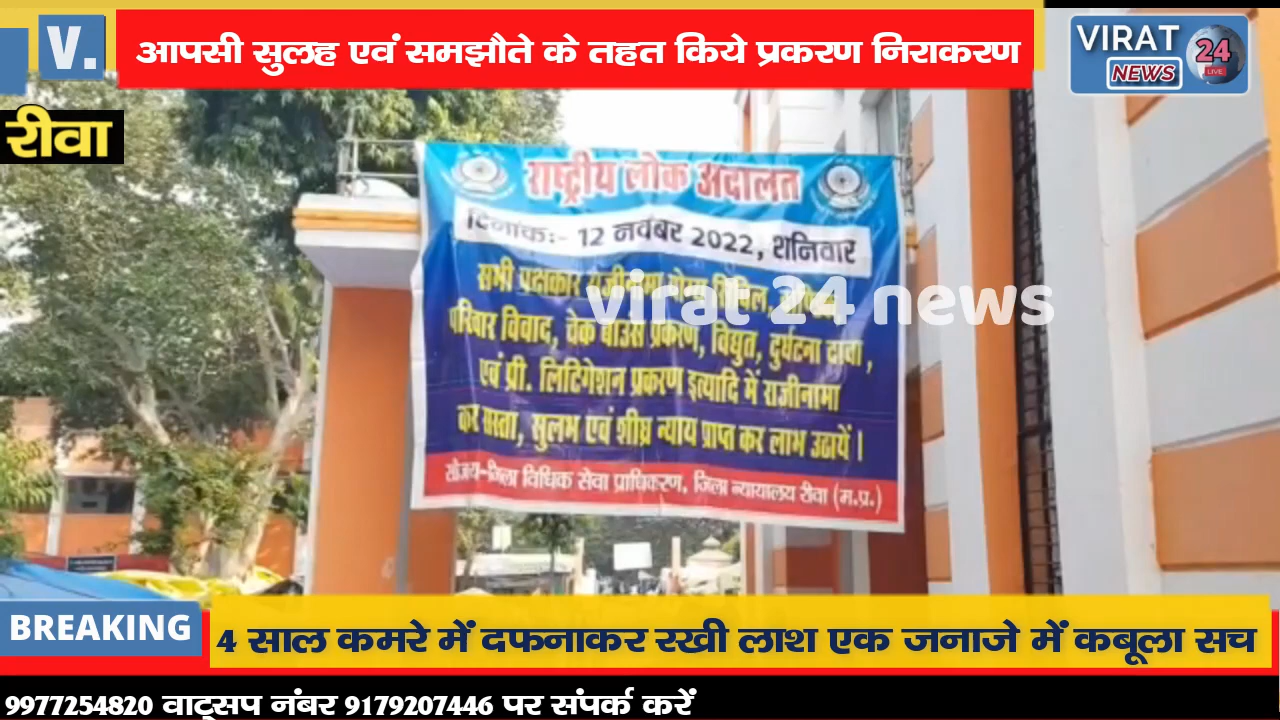 V.
आपसी सुलह एवं समझौते के तहत किये प्रकरण निराकरण
VIRAT
NEWS
24
LIVE
रीवा
राष्ट्रीय लोक अदालत
दिनांकः- 12 नवंबर 2022, शनिवार
सभी पक्षकार राजीनामा
virat 24 news
परिवार विवाद, चेक बाउंस प्रकरण, विद्युत, दुर्घटना दावा,
एवं प्री. लिटिगेशन प्रकरण इत्यादि में राजीनामा
कर सस्ता, सुलभ एवं शीघ्र न्याय प्राप्त कर लाभ उठायें।
जिला विधिक सेवा प्राधिकरण, जिला न्यायालय रीवा (म.प्र.)
BREAKING
4 साल कमरे में दफनाकर रखी लाश एक जनाजे में कबूला सच
9977254820 वाट्सप नंबर 9179207446 पर संपर्क करें